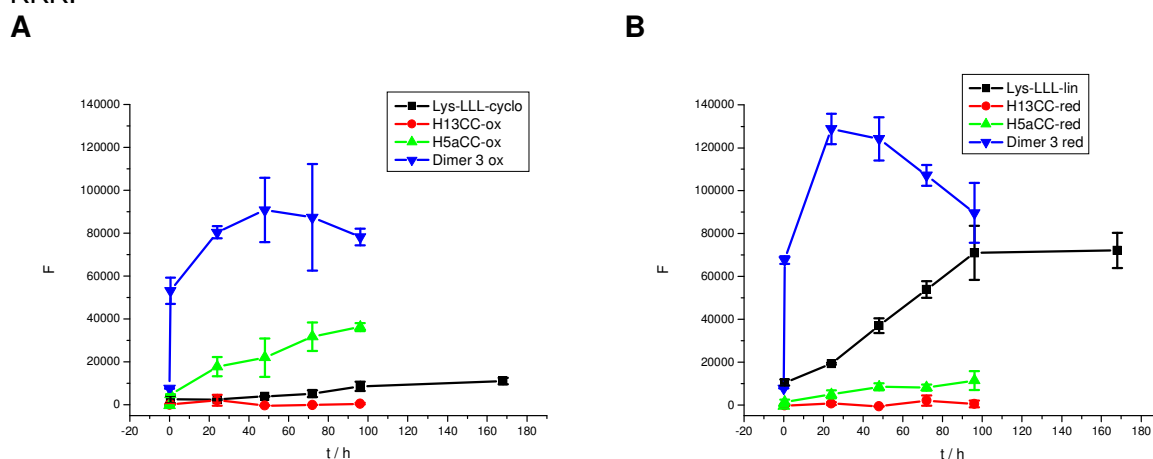 A
B
Lys-LLL-cyclo
H13CC-ox
H5aCC-ox
Dimer 3 ox
140000
120000
100000
80000
60000
40000
20000
0
F
-20 0 20 40 60 80 100 120 140 160 180
t / h
Lys-LLL-lin
H13CC-red
H5aCC-red
Dimer 3 red
140000
120000
100000
80000
60000
40000
20000
0
F
-20 0 20 40 60 80 100 120 140 160 180
t / h